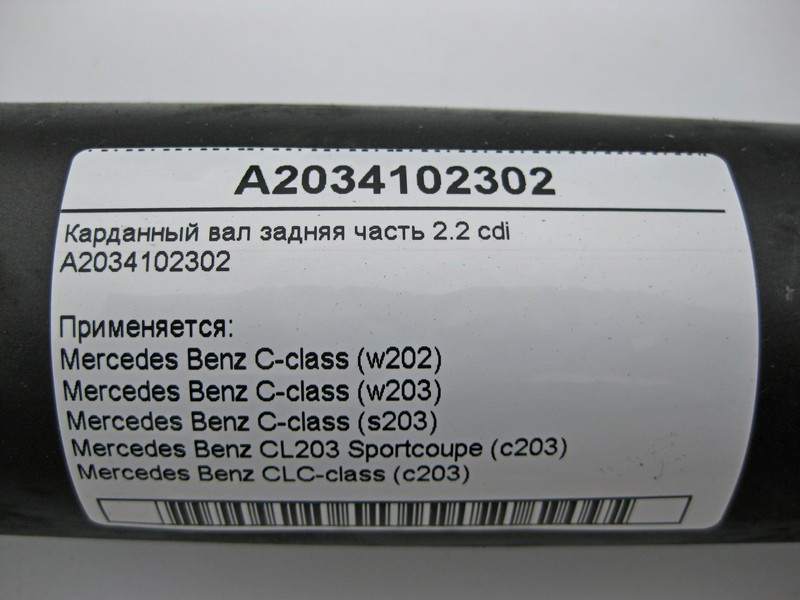 A2034102302
Карданный вал задняя часть 2.2 cdi
A2034102302
Применяется:
Mercedes Benz C-class (w202)
Mercedes Benz C-class (w203)
Mercedes Benz C-class (s203)
Mercedes Benz CL203 Sportcoupe (c203)
Mercedes Benz CLC-class (c203)